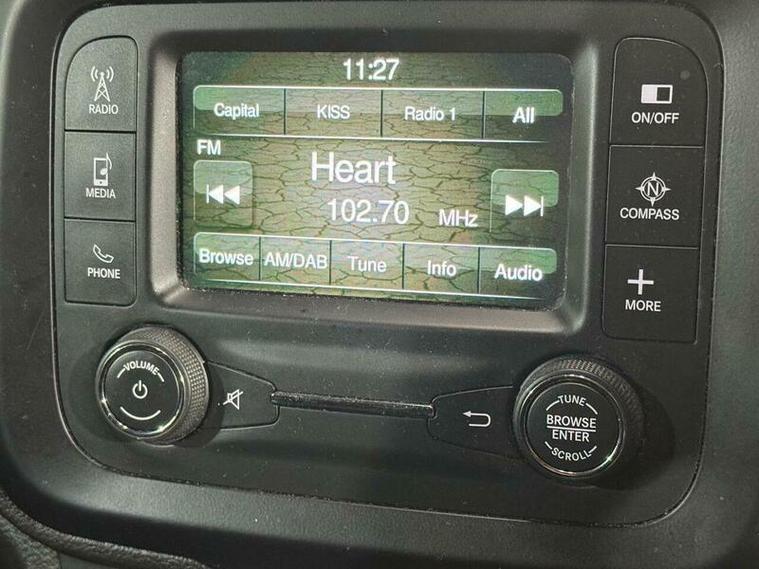 11:27
Capital KISS Radio 1 All
FM
Heart
102.70 MHz
Browse AM/DAB Tune Info Audio
RADIO
MEDIA
PHONE
ON/OFF
N
COMPASS
MORE
VOLUME
TUNE
BROWSE
ENTER
SCROLL